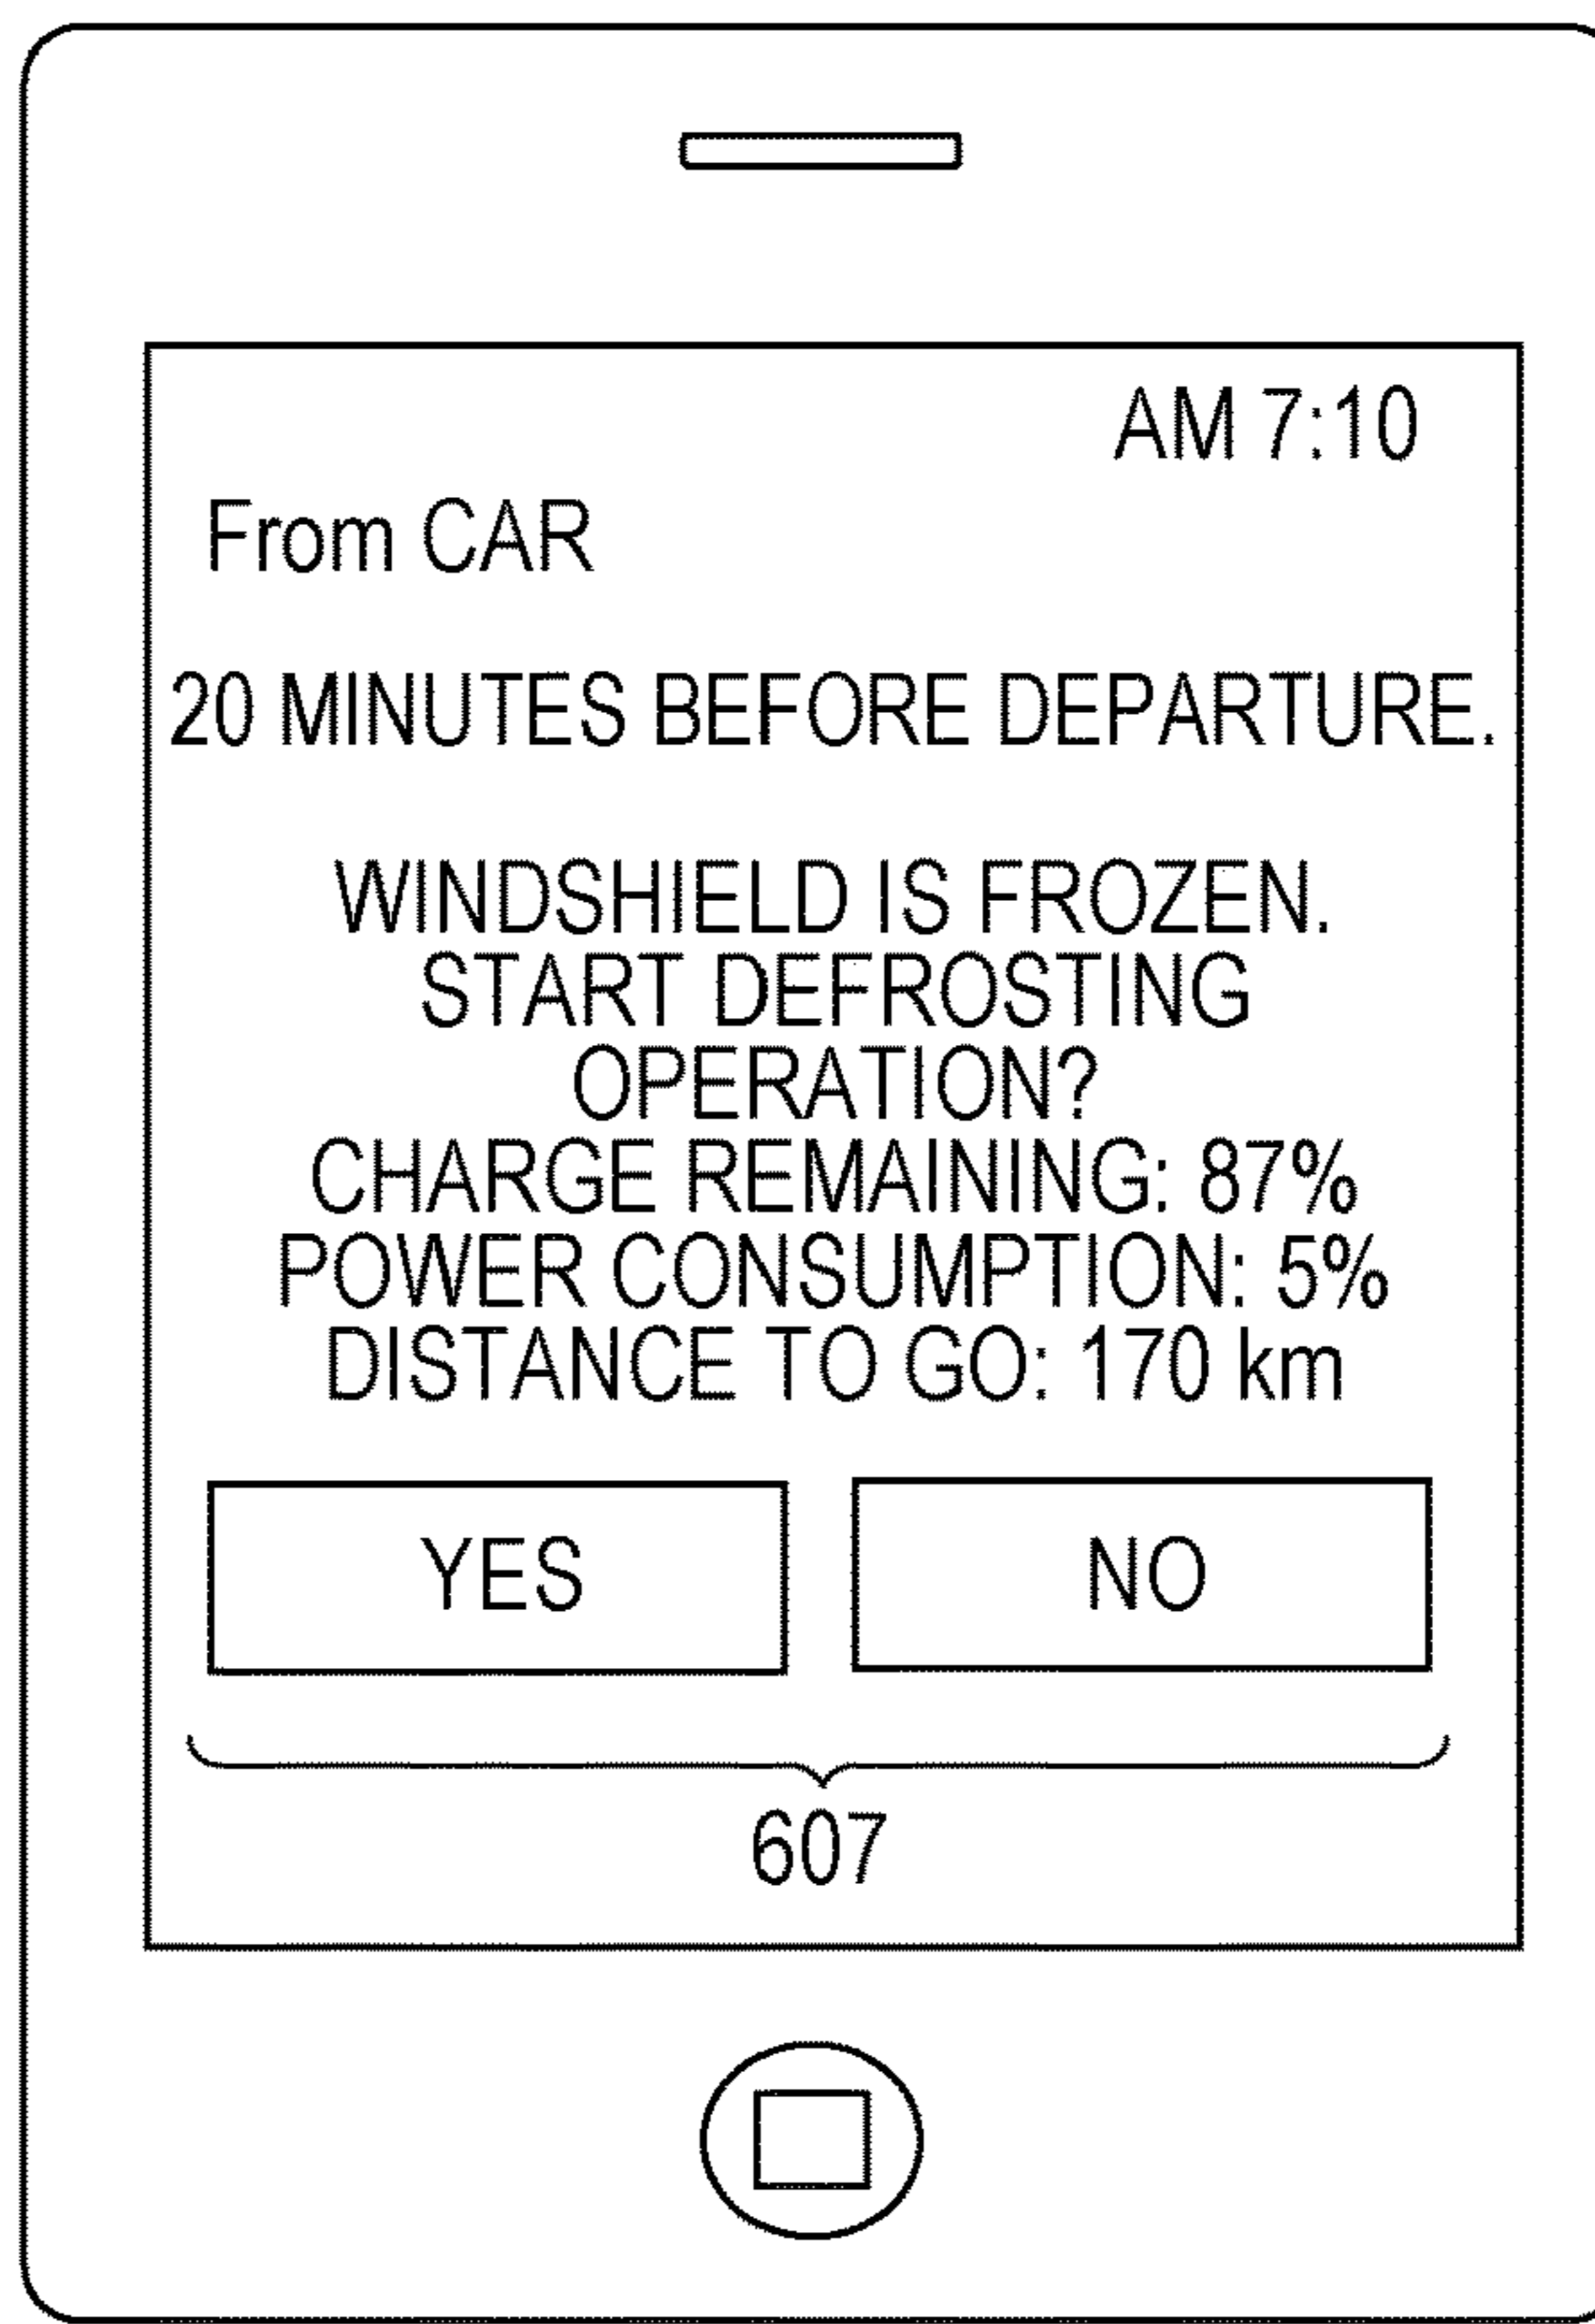 AM 7:10
From CAR
20 MINUTES BEFORE DEPARTURE.
WINDSHIELD IS FROZEN.
START DEFROSTING
OPERATION?
CHARGE REMAINING: 87%
POWER CONSUMPTION: 5%
DISTANCE TO GO: 170 km
YES NO
607